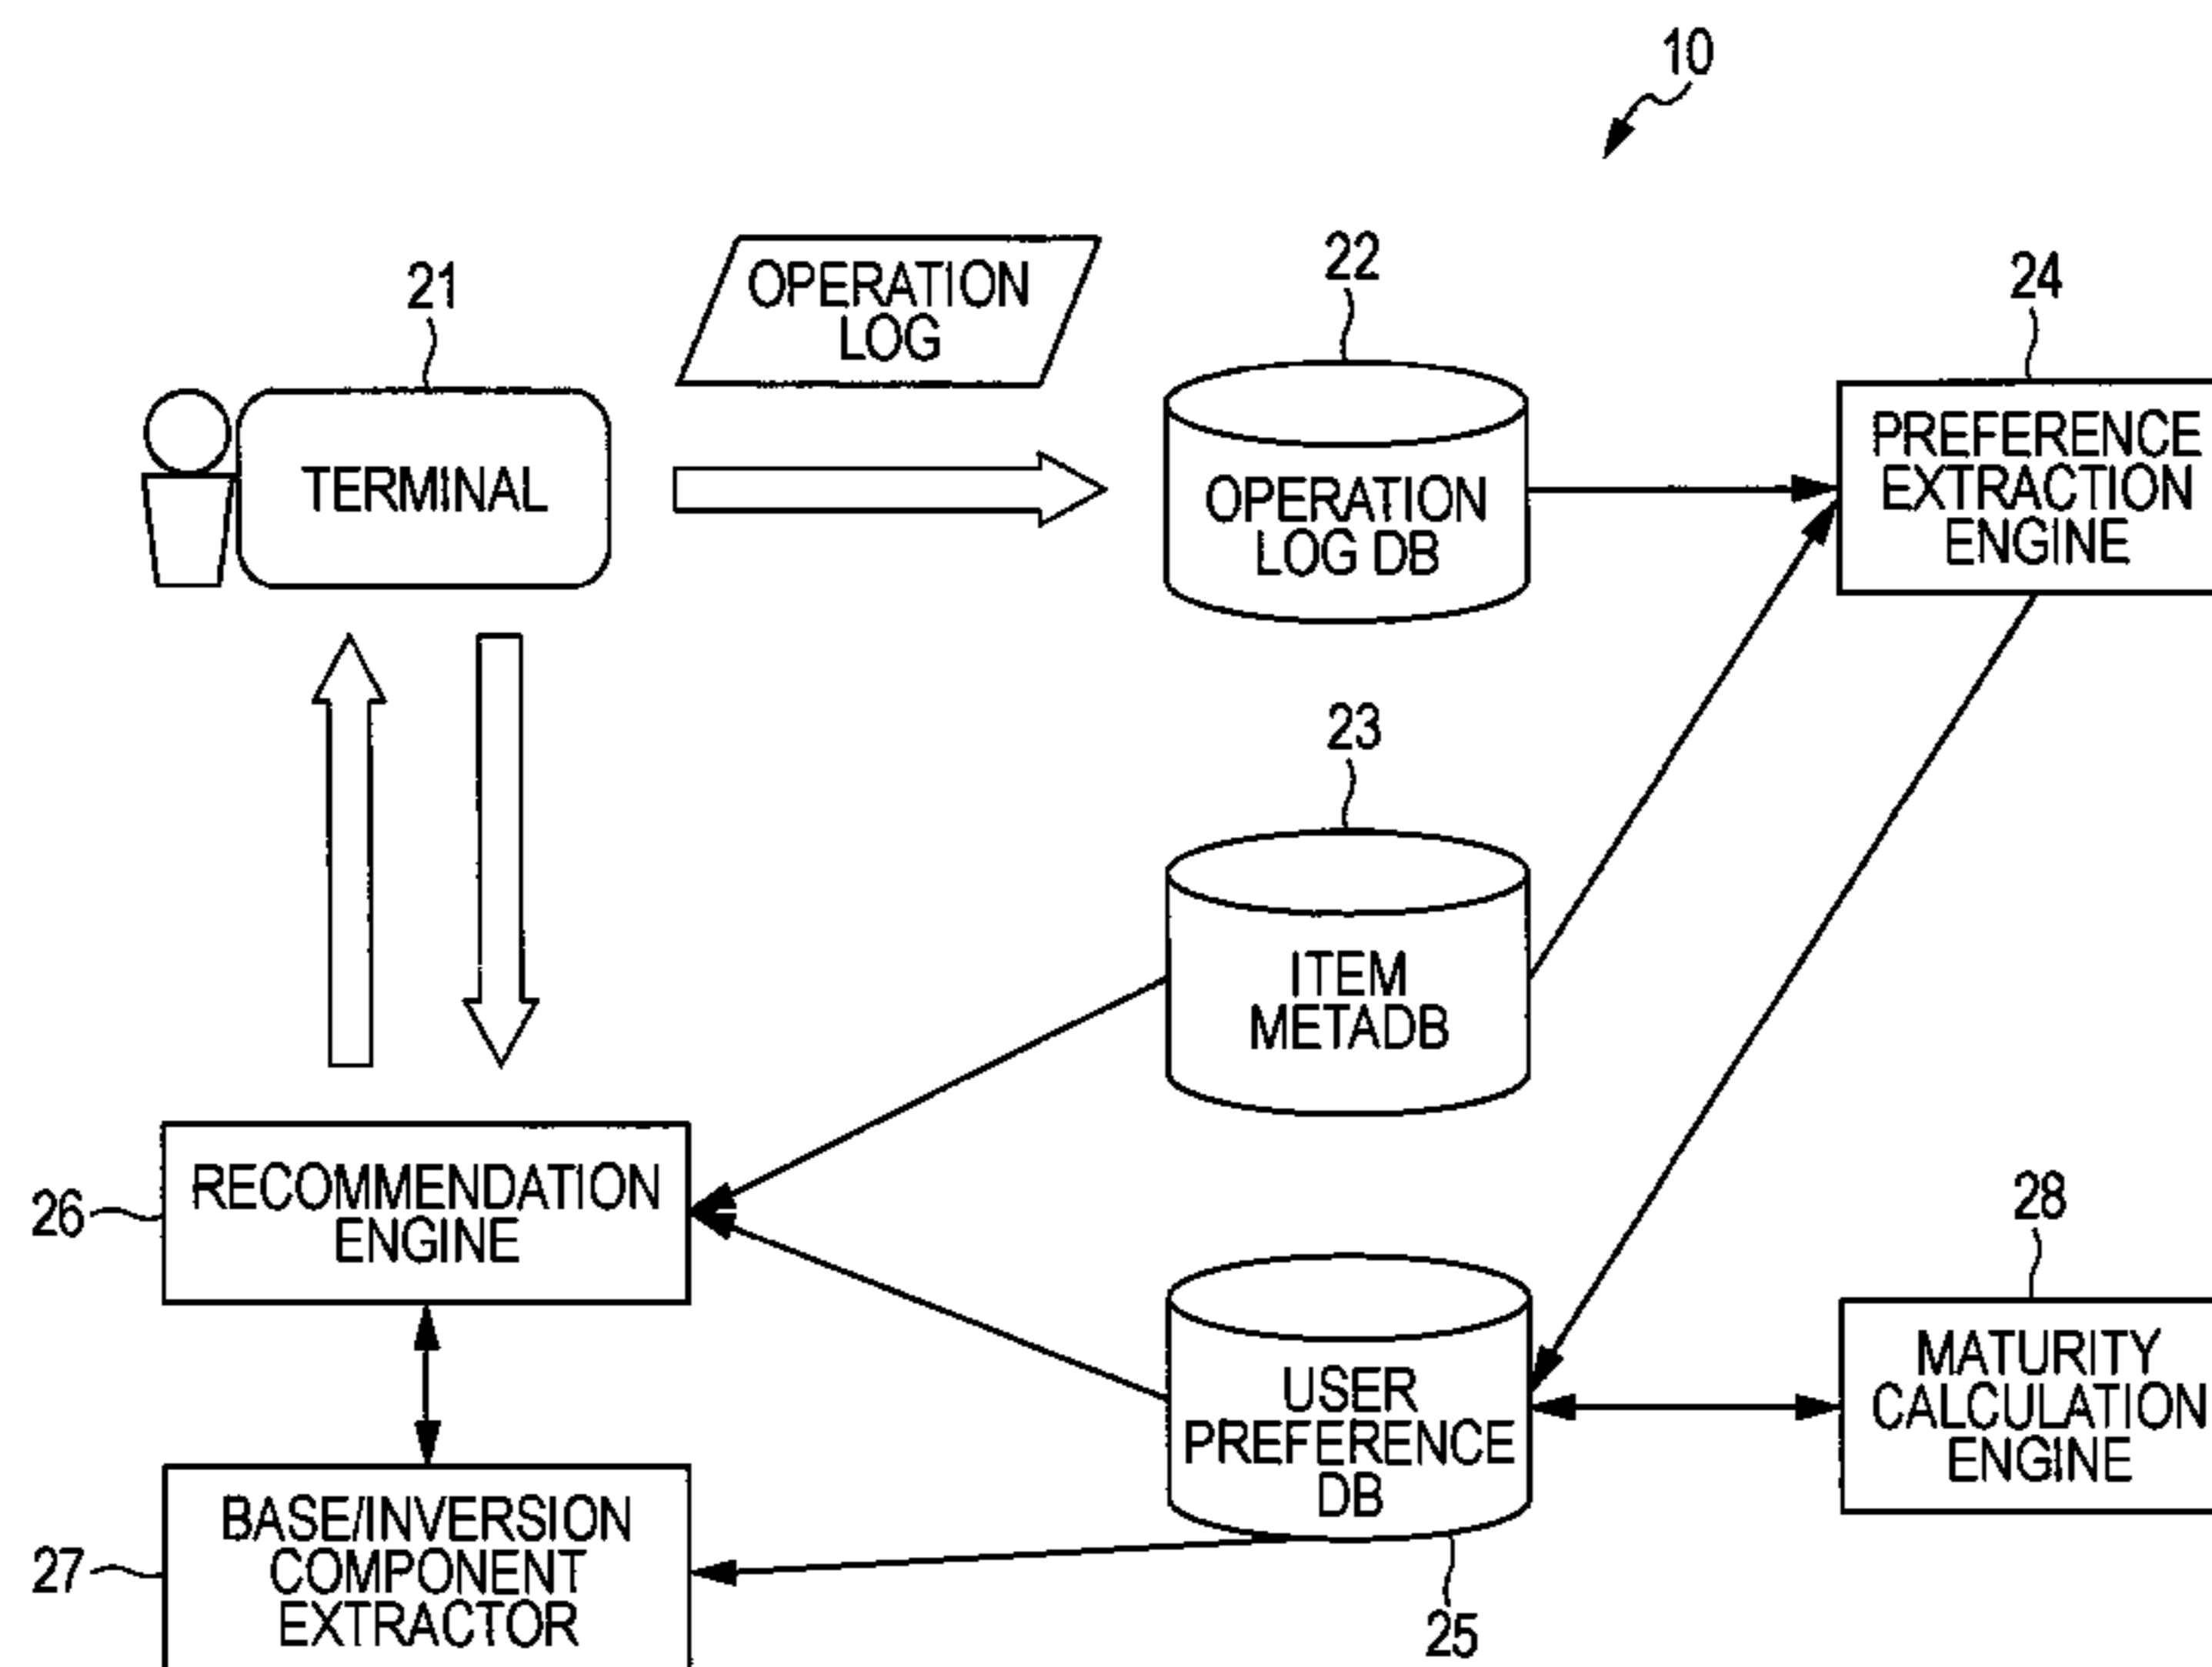 10
OPERATION
LOG
21
22
24
TERMINAL
OPERATION
LOG DB
PREFERENCE
EXTRACTION
ENGINE
23
ITEM
METADB
26
RECOMMENDATION
ENGINE
28
USER
PREFERENCE
DB
MATURITY
CALCULATION
ENGINE
27
BASE/INVERSION
COMPONENT
EXTRACTOR
25